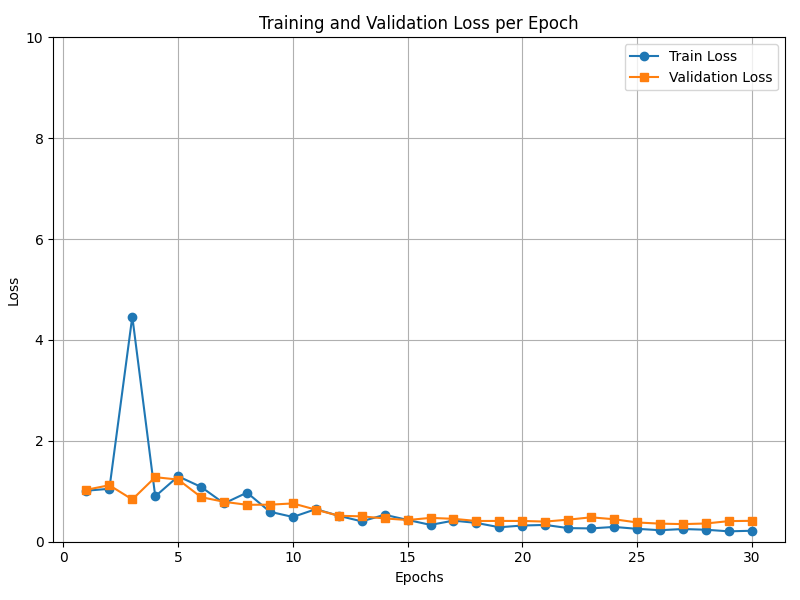 Training and Validation Loss per Epoch
Train Loss
Validation Loss
10
8
6
4
2
0
Loss
0 5 10 15 20 25 30
Epochs